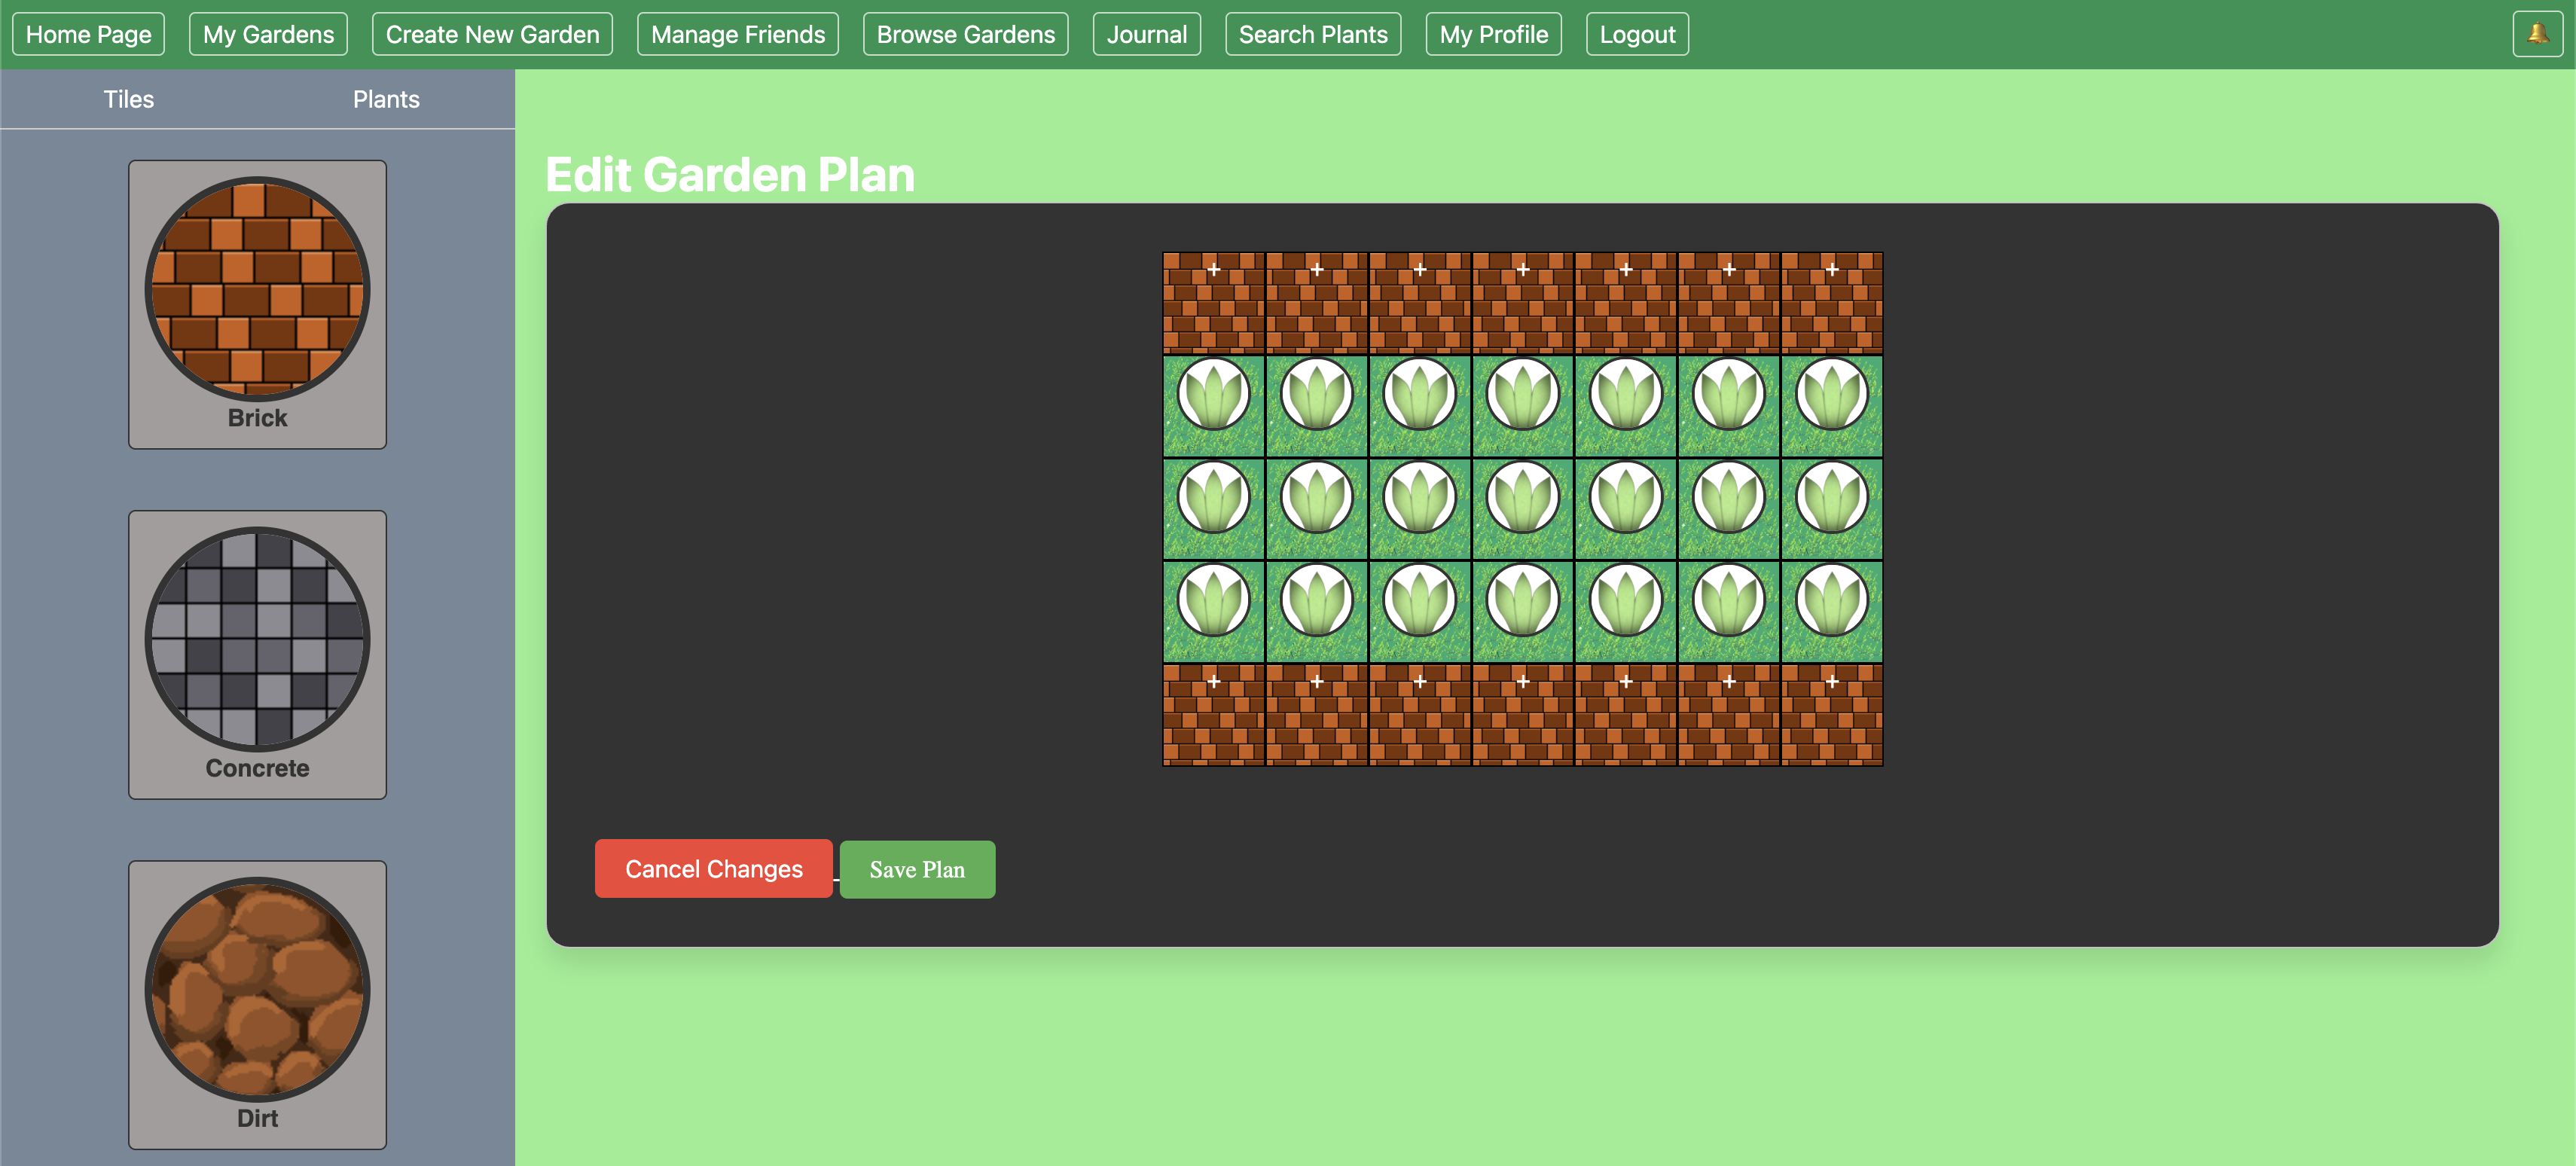 Home Page My Gardens Create New Garden Manage Friends Browse Gardens Journal Search Plants My Profile Logout
Tiles Plants
Edit Garden Plan
Brick
Concrete
Dirt
+ + + + + + +
+ + + + + + +
Cancel Changes Save Plan